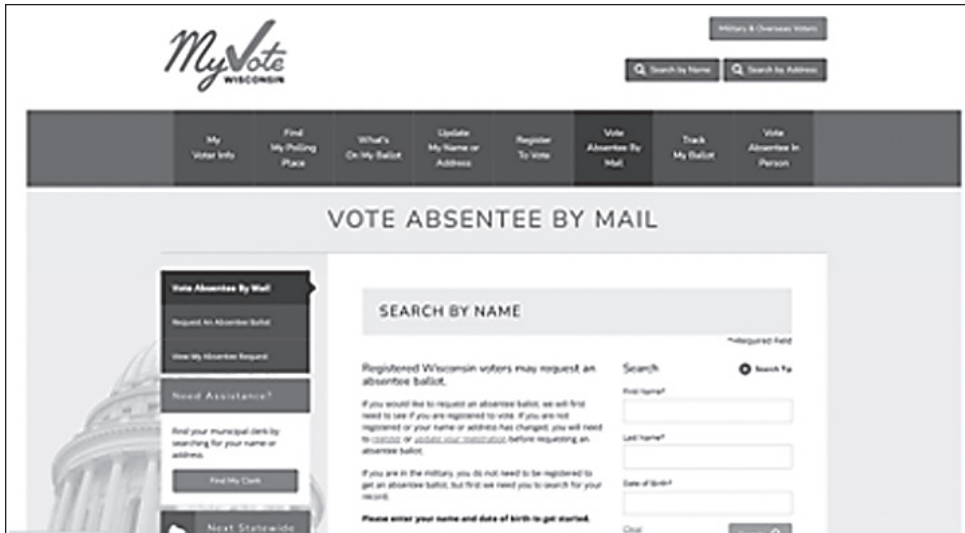 MyVote
WISCONSIN
Military & Overseas Voters
Search by Name
Search by Address
My
Voter Info
Find
My Polling
Place
What's
On My Ballot
Update
My Name or
Address
Register
To Vote
Vote
Absentee By
Mail
Track
My Ballot
Vote
Absentee In
Person
VOTE ABSENTEE BY MAIL
Vote Absentee By Mail
Request An Absentee Ballot
View My Absentee Request
Need Assistance?
Find your municipal clerk by
searching for your name or
address.
Find My Clerk
Next Statewide
SEARCH BY NAME
*=Required Field
Registered Wisconsin voters may request an
absentee ballot.
If you would like to request an absentee ballot, we will first
need to see if you are registered to vote. If you are not
registered or your name or address has changed, you will need
to register or update your registration before requesting an
absentee ballot.
If you are in the military, you do not need to be registered to
get an absentee ballot, but first we need you to search for your
record.
Please enter your name and date of birth to get started.
Search
Search Tip
First Name*
Last Name*
Date of Birth*
Clear